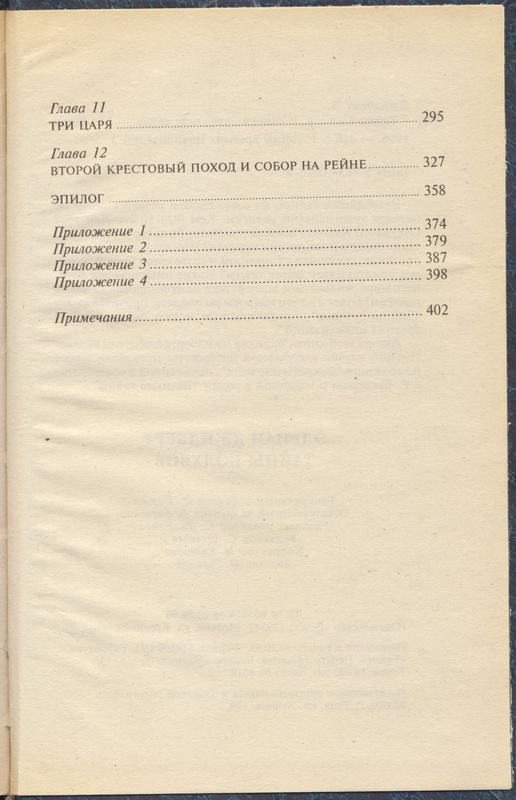 Глава 11
ТРИ ЦАРЯ 295
Глава 12
ВТОРОЙ КРЕСТОВЫЙ ПОХОД И СОБОР НА РЕЙНЕ 327
ЭПИЛОГ 358
Приложение 1 374
Приложение 2 379
Приложение 3 387
Приложение 4 398
Примечания 402